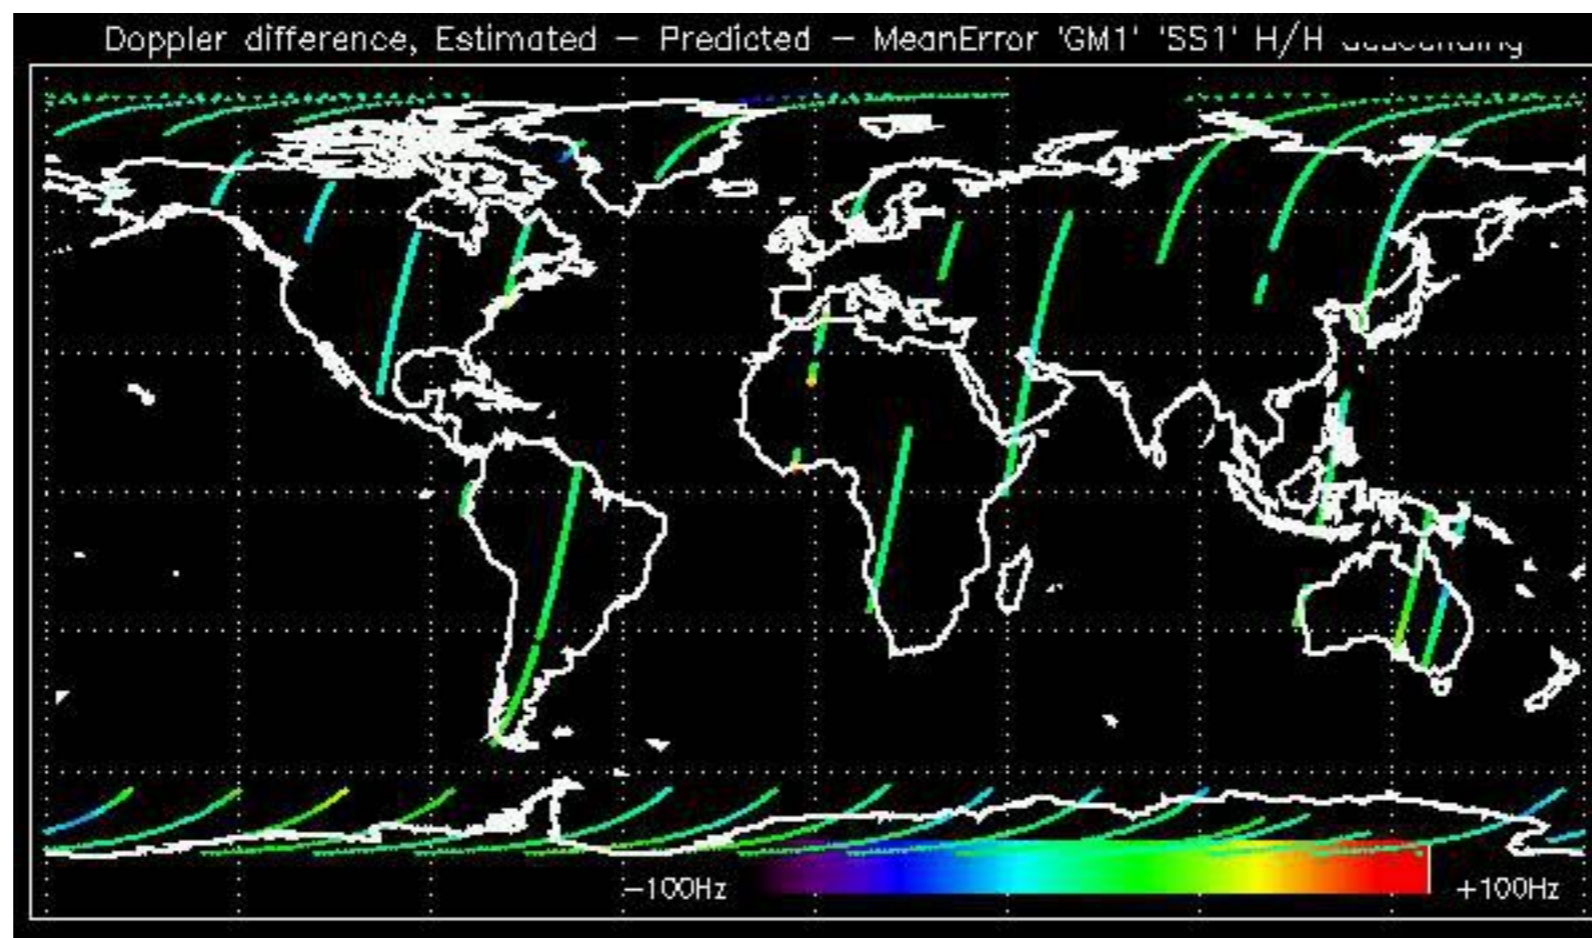 Doppler difference, Estimated – Predicted – MeanError 'GM1' 'SS1' H/H
-100Hz +100Hz